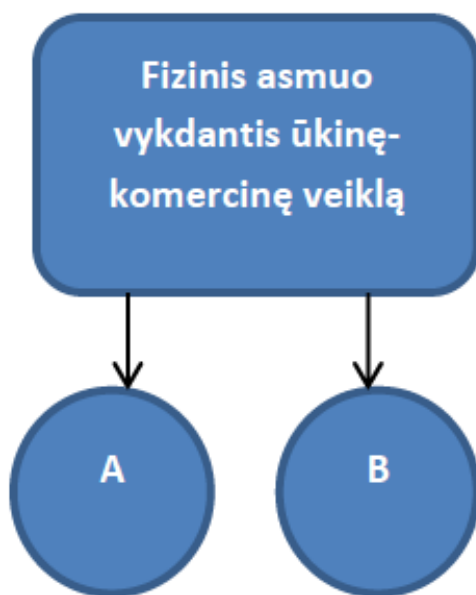 Fizinis asmuo
vykdantis ūkinę-
komercinę veiklą
A
B